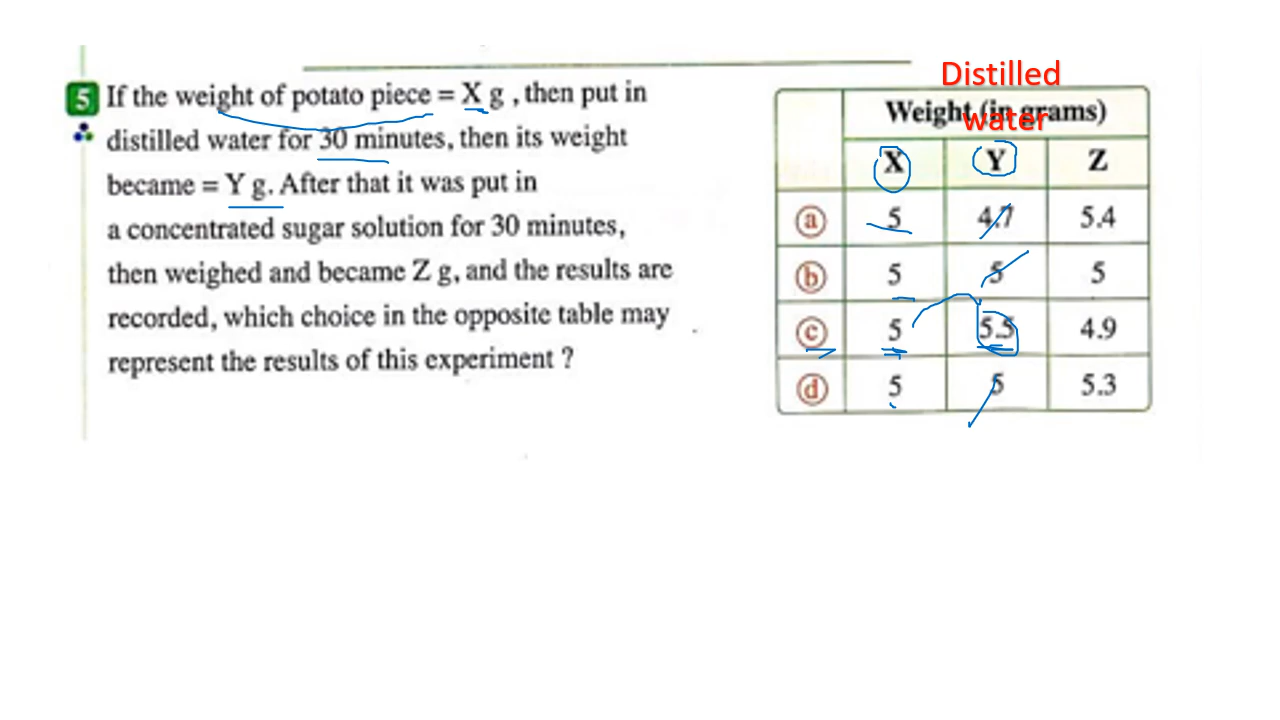 5 If the weight of potato piece = X g , then put in
distilled water for 30 minutes, then its weight
became = Y g. After that it was put in
a concentrated sugar solution for 30 minutes,
then weighed and became Z g, and the results are
recorded, which choice in the opposite table may
represent the results of this experiment ?
Distilled
water
Weight (in grams)
X Y Z
a 5 4.7 5.4
b 5 5 5
c 5 5.5 4.9
d 5 5 5.3